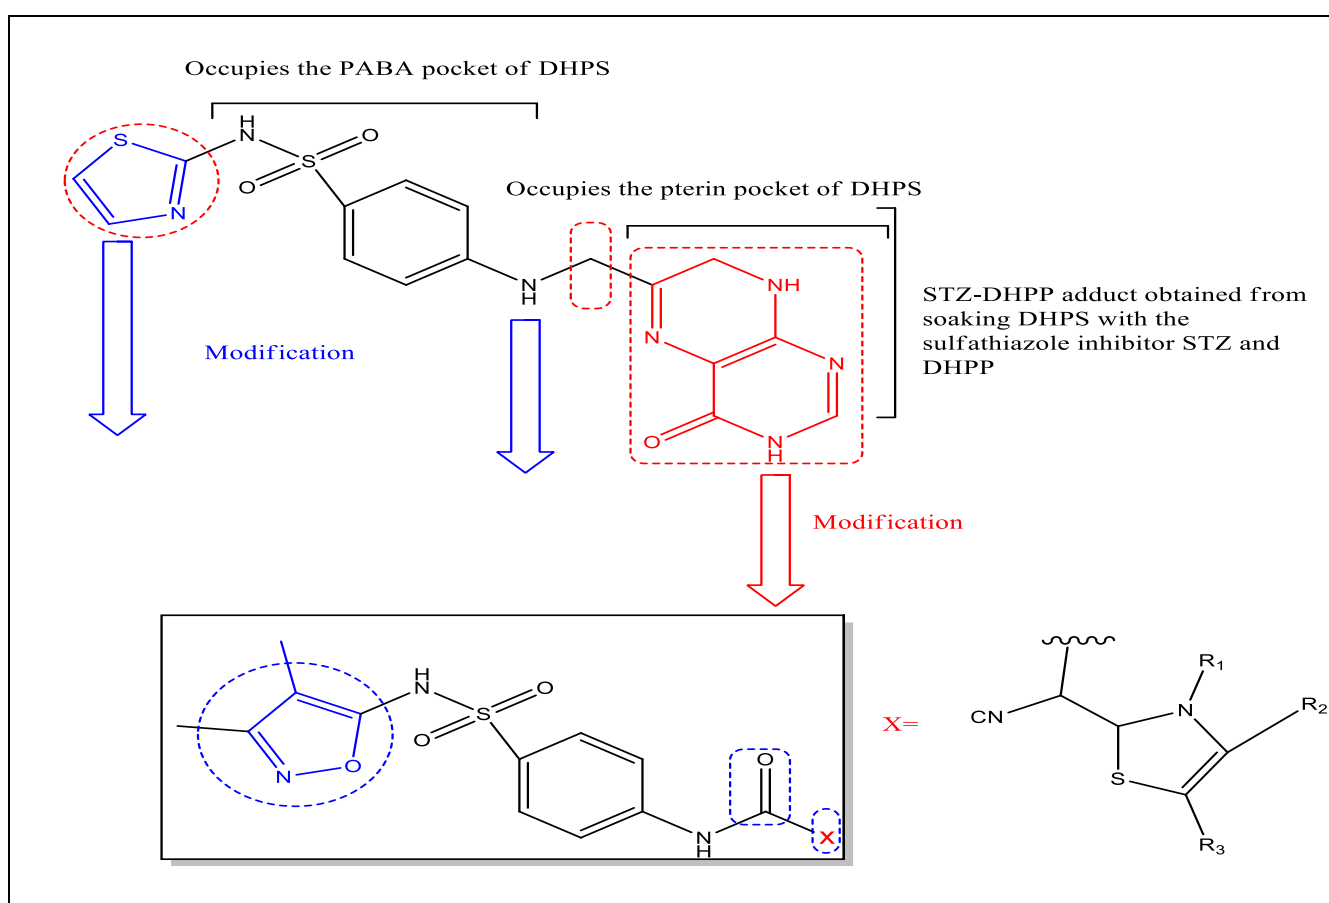 Occupies the PABA pocket of DHPS
S
H
N
O
S
O
N
Occupies the pterin pocket of DHPS
N
H
NH
N
N
O
N
H
STZ-DHPP adduct obtained from
soaking DHPS with the
sulfathiazole inhibitor STZ and
DHPP
Modification
Modification
H
N
O
S
O
N
O
O
N
H
X
X=
CN
R1
N
R2
S
R3